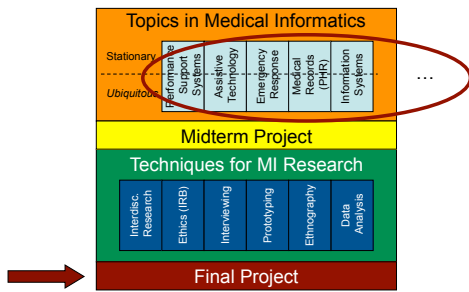 Topics in Medical Informatics
Stationary
Ubiquitous
Performance
Support
Systems
Assistive
Technology
Emergency
Response
Medical
Records
(PHR)
Information
Systems
...
Midterm Project
Techniques for MI Research
Interdisc.
Research
Ethics (IRB)
Interviewing
Prototyping
Ethnography
Data
Analysis
Final Project